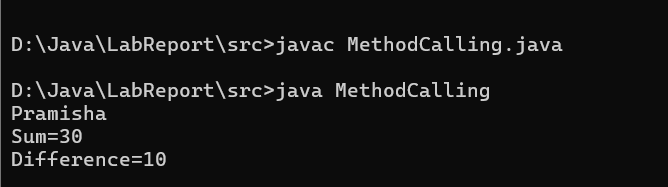 D:\Java\LabReport\src>javac MethodCalling.java
D:\Java\LabReport\src>java MethodCalling
Pramisha
Sum=30
Difference=10